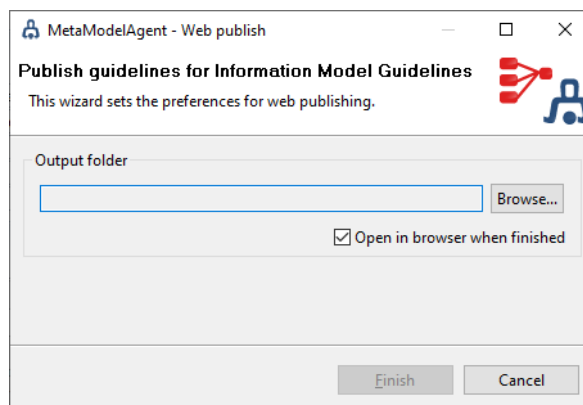 MetaModelAgent - Web publish
Publish guidelines for Information Model Guidelines
This wizard sets the preferences for web publishing.
Output folder
Browse...
Open in browser when finished
Finish
Cancel